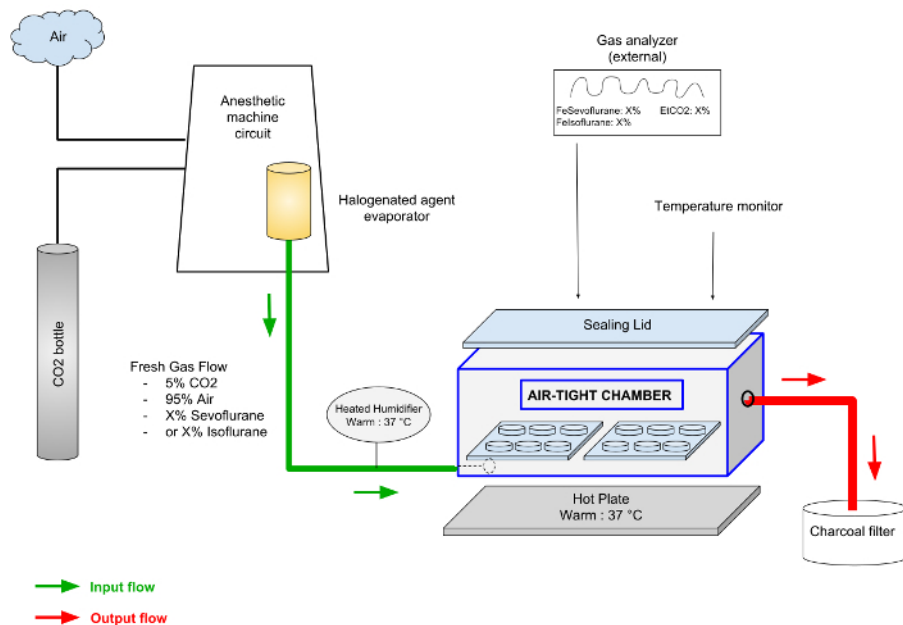 Air
Anesthetic
machine
circuit
Halogenated agent
evaporator
Gas analyzer
(external)
FeSevoflurane: X% EtCO2: X%
FeIsoflurane: X%
Temperature monitor
CO2 bottle
Fresh Gas Flow
- 5% CO2
- 95% Air
- X% Sevoflurane
- or X% Isoflurane
Heated Humidifier
Warm : 37 °C
Sealing Lid
AIR-TIGHT CHAMBER
Hot Plate
Warm : 37 °C
Charcoal filter
Input flow
Output flow